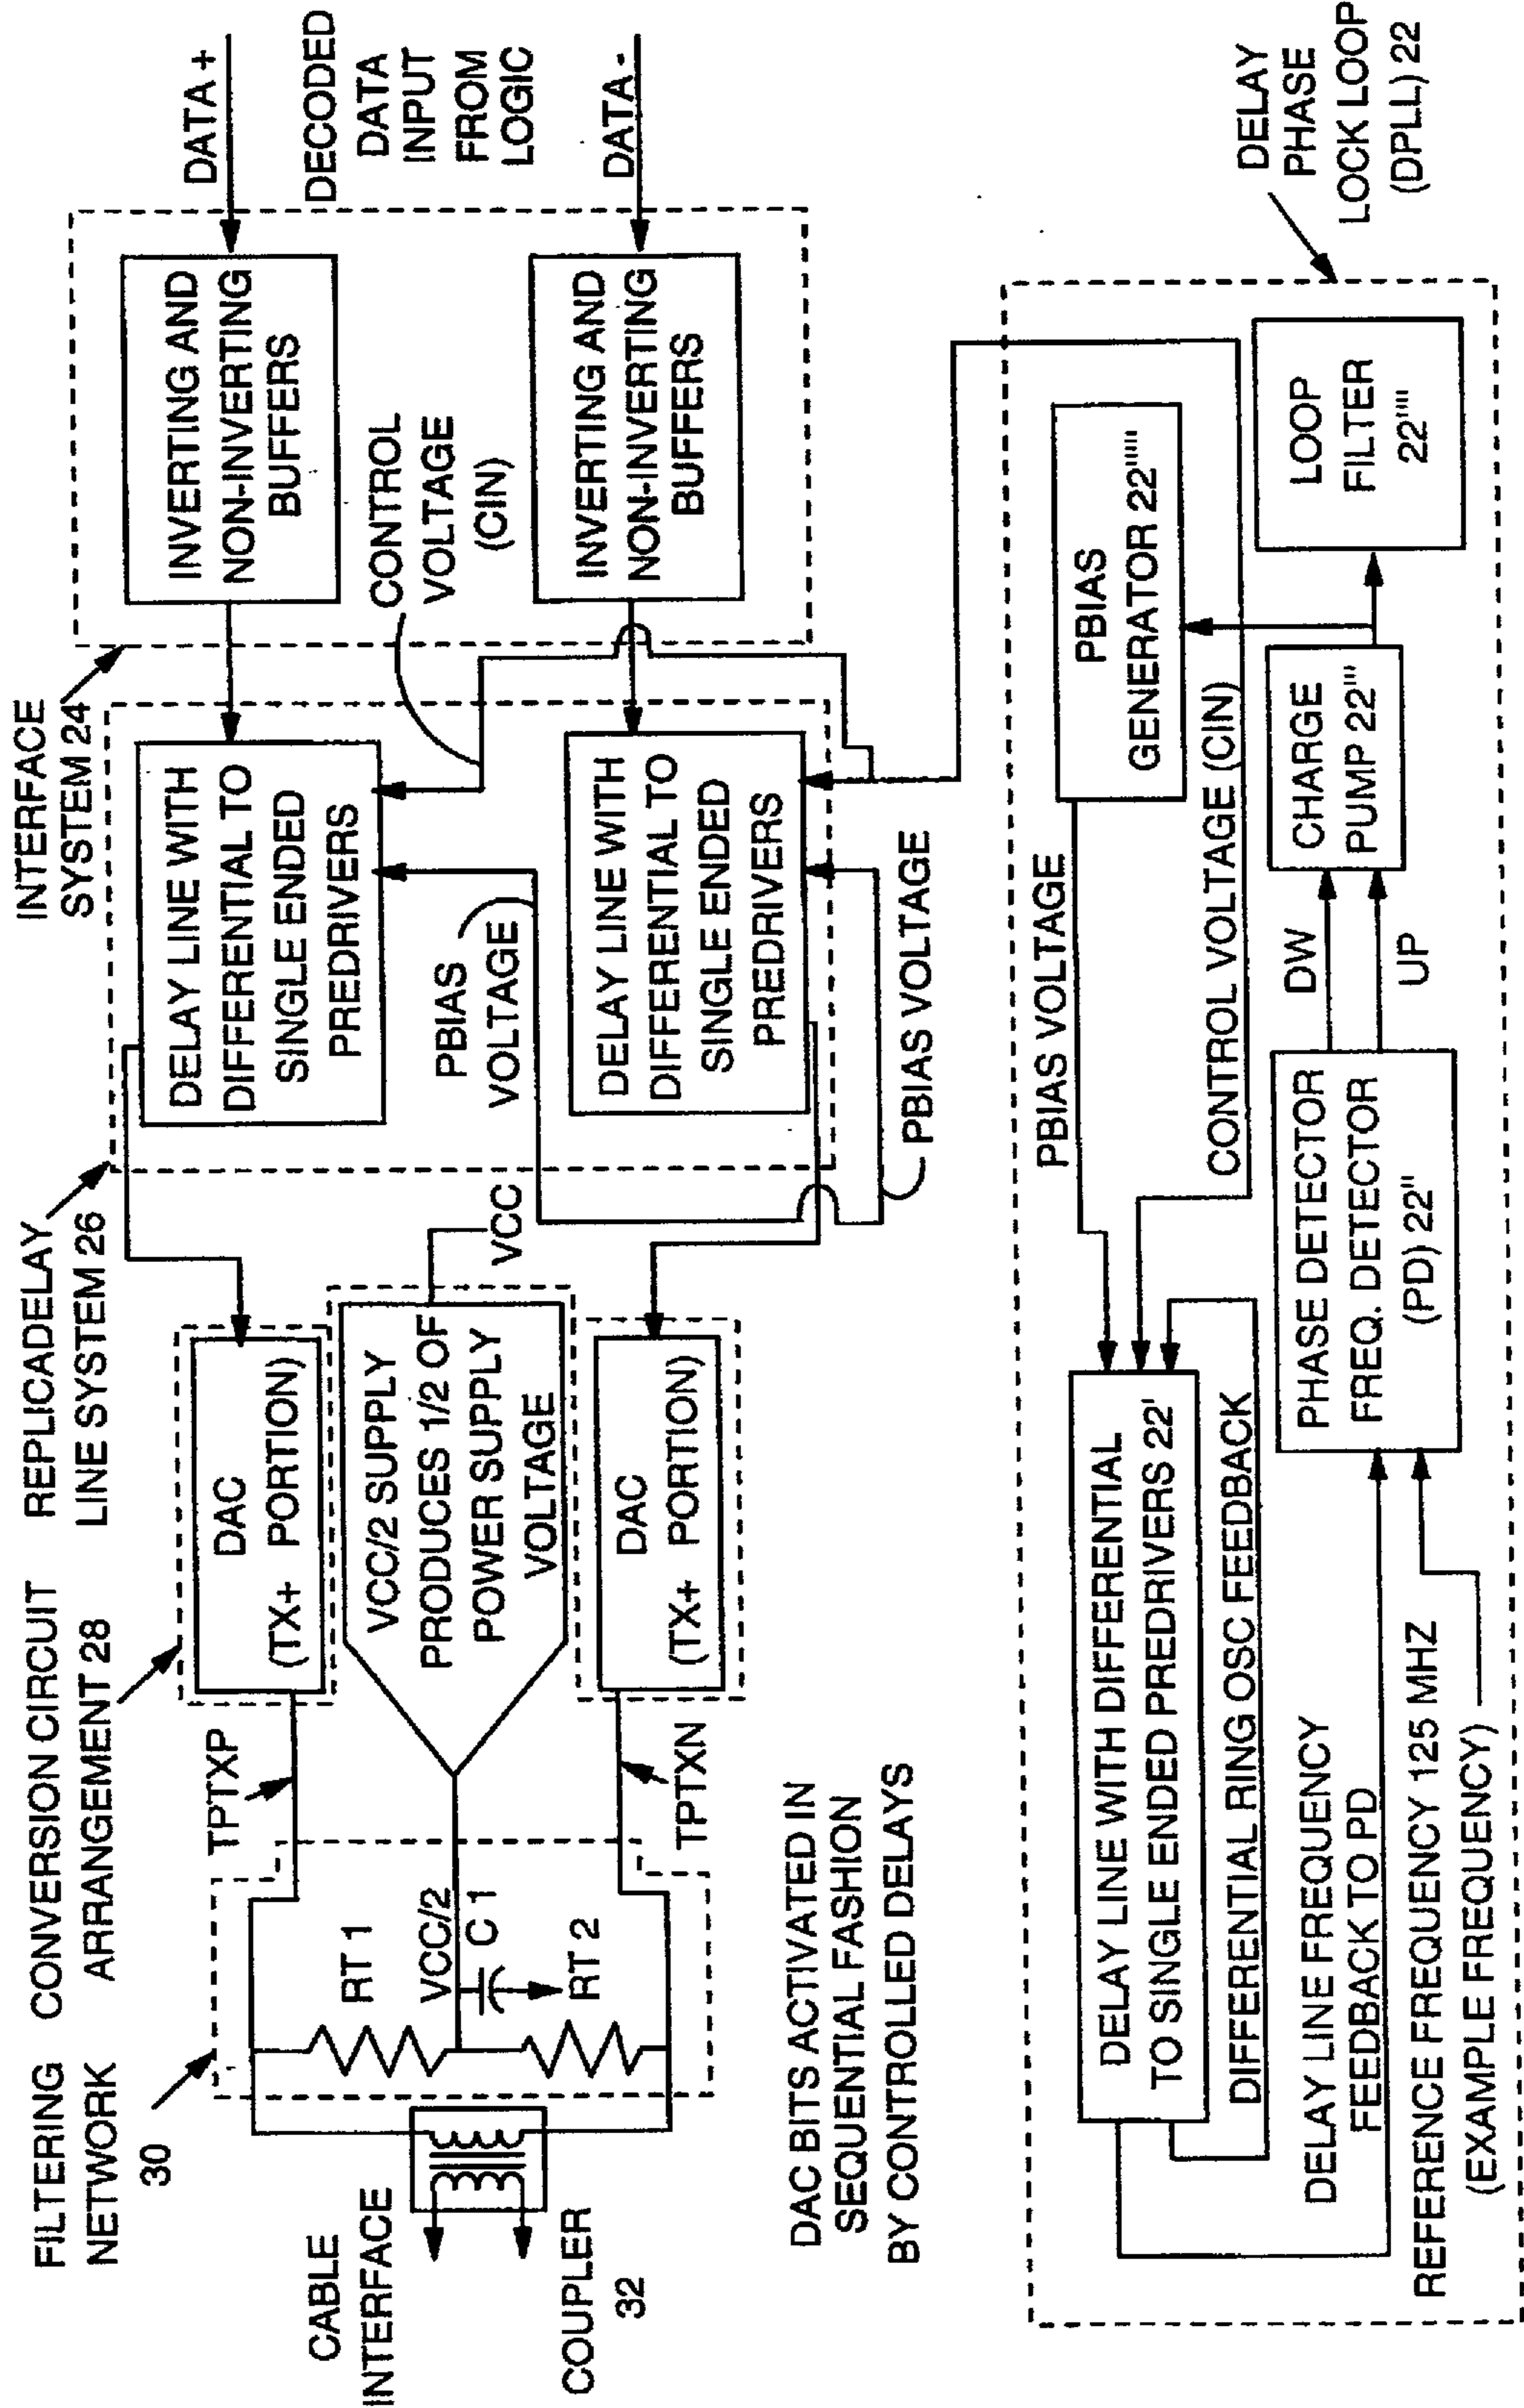 FILTERING
NETWORK
30
CONVERSION CIRCUIT
ARRANGEMENT 28
REPLICADELAY
LINE SYSTEM 26
INTERFACE
SYSTEM 24
CABLE
INTERFACE
COUPLER
32
RT 1
VCC/2
C 1
RT 2
TPTXP
TPTXN
DAC
(TX+ PORTION)
VCC/2 SUPPLY
PRODUCES 1/2 OF
POWER SUPPLY
VOLTAGE
VCC
DAC
(TX+ PORTION)
DELAY LINE WITH
DIFFERENTIAL TO
SINGLE ENDED
PREDRIVERS
PBIAS
VOLTAGE
DELAY LINE WITH
DIFFERENTIAL TO
SINGLE ENDED
PREDRIVERS
PBIAS VOLTAGE
CONTROL
VOLTAGE
(CIN)
INVERTING AND
NON-INVERTING
BUFFERS
INVERTING AND
NON-INVERTING
BUFFERS
DATA +
DECODED
DATA
INPUT
FROM
LOGIC
DATA -
DAC BITS ACTIVATED IN
SEQUENTIAL FASHION
BY CONTROLLED DELAYS
DELAY
PHASE
LOCK LOOP
(DPLL) 22
PBIAS VOLTAGE
PBIAS
GENERATOR 22'''''
CONTROL VOLTAGE (CIN)
DELAY LINE WITH DIFFERENTIAL
TO SINGLE ENDED PREDRIVERS 22'
DIFFERENTIAL RING OSC FEEDBACK
DELAY LINE FREQUENCY
FEEDBACK TO PD
REFERENCE FREQUENCY 125 MHZ
(EXAMPLE FREQUENCY)
PHASE DETECTOR
FREQ. DETECTOR
(PD) 22''
DW
UP
CHARGE
PUMP 22'''
LOOP
FILTER
22''''